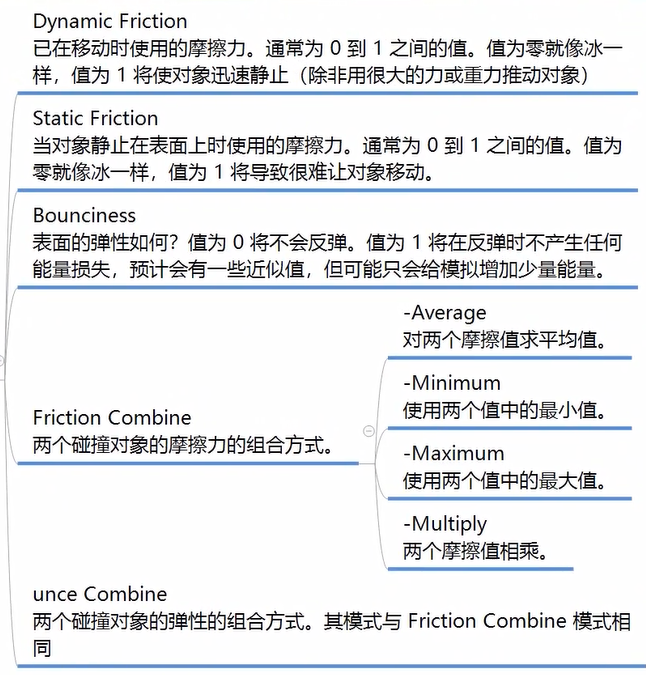 Dynamic Friction
已在移动时使用的摩擦力。通常为 0 到 1 之间的值。值为零就像冰一
样，值为 1 将使对象迅速静止（除非用很大的力或重力推动对象）
Static Friction
当对象静止在表面上时使用的摩擦力。通常为 0 到 1 之间的值。值为
零就像冰一样，值为 1 将导致很难让对象移动。
Bounciness
表面的弹性如何？值为 0 将不会反弹。值为 1 将在反弹时不产生任何
能量损失，预计会有一些近似值，但可能只会给模拟增加少量能量。
Friction Combine
两个碰撞对象的摩擦力的组合方式。
-Average
对两个摩擦值求平均值。
-Minimum
使用两个值中的最小值。
-Maximum
使用两个值中的最大值。
-Multiply
两个摩擦值相乘。
unce Combine
两个碰撞对象的弹性的组合方式。其模式与 Friction Combine 模式相
同